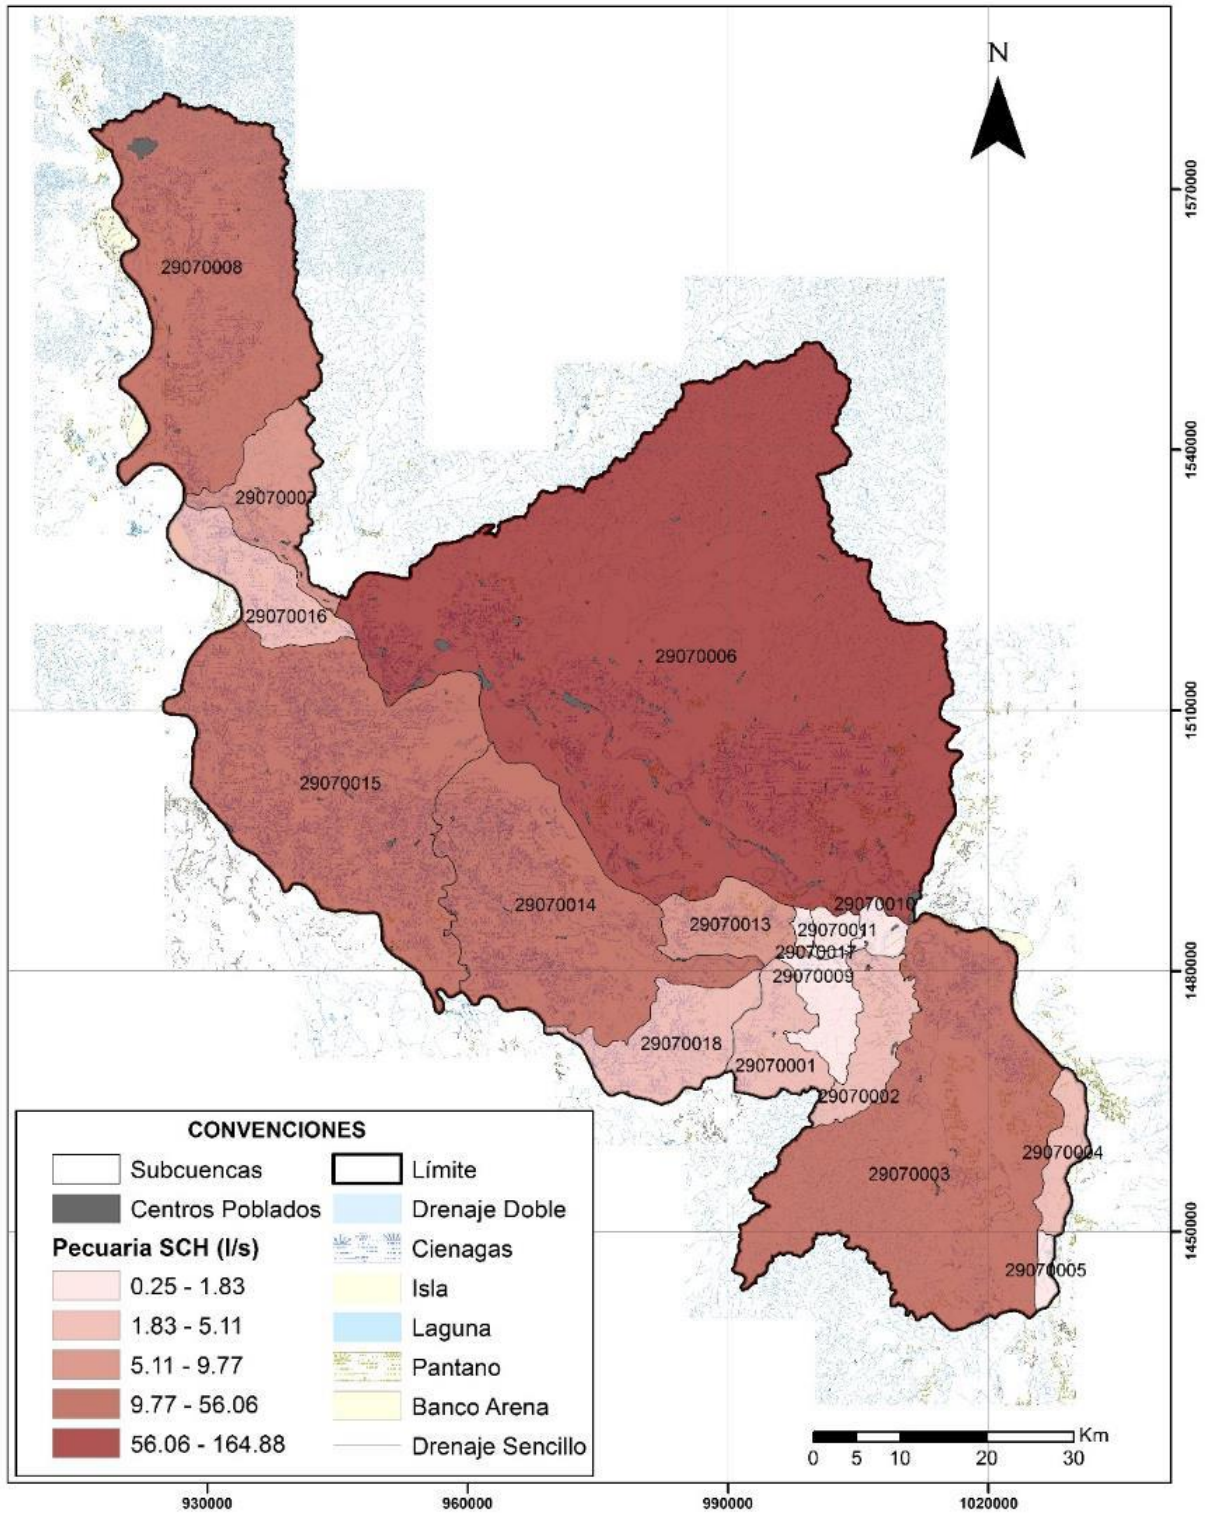 N
1570000
29070008
1540000
29070007
29070016
29070006
1510000
29070015
29070014
29070010
29070013
29070011
29070017
29070009
1480000
29070018
29070001
29070002
29070004
29070003
1450000
29070005
CONVENCIONES
Subcuencas
Límite
Centros Poblados
Drenaje Doble
Pecuaria SCH (l/s)
Cienagas
0.25 - 1.83
Isla
1.83 - 5.11
Laguna
5.11 - 9.77
Pantano
9.77 - 56.06
Banco Arena
56.06 - 164.88
Drenaje Sencillo
Km
0 5 10 20 30
930000 960000 990000 1020000